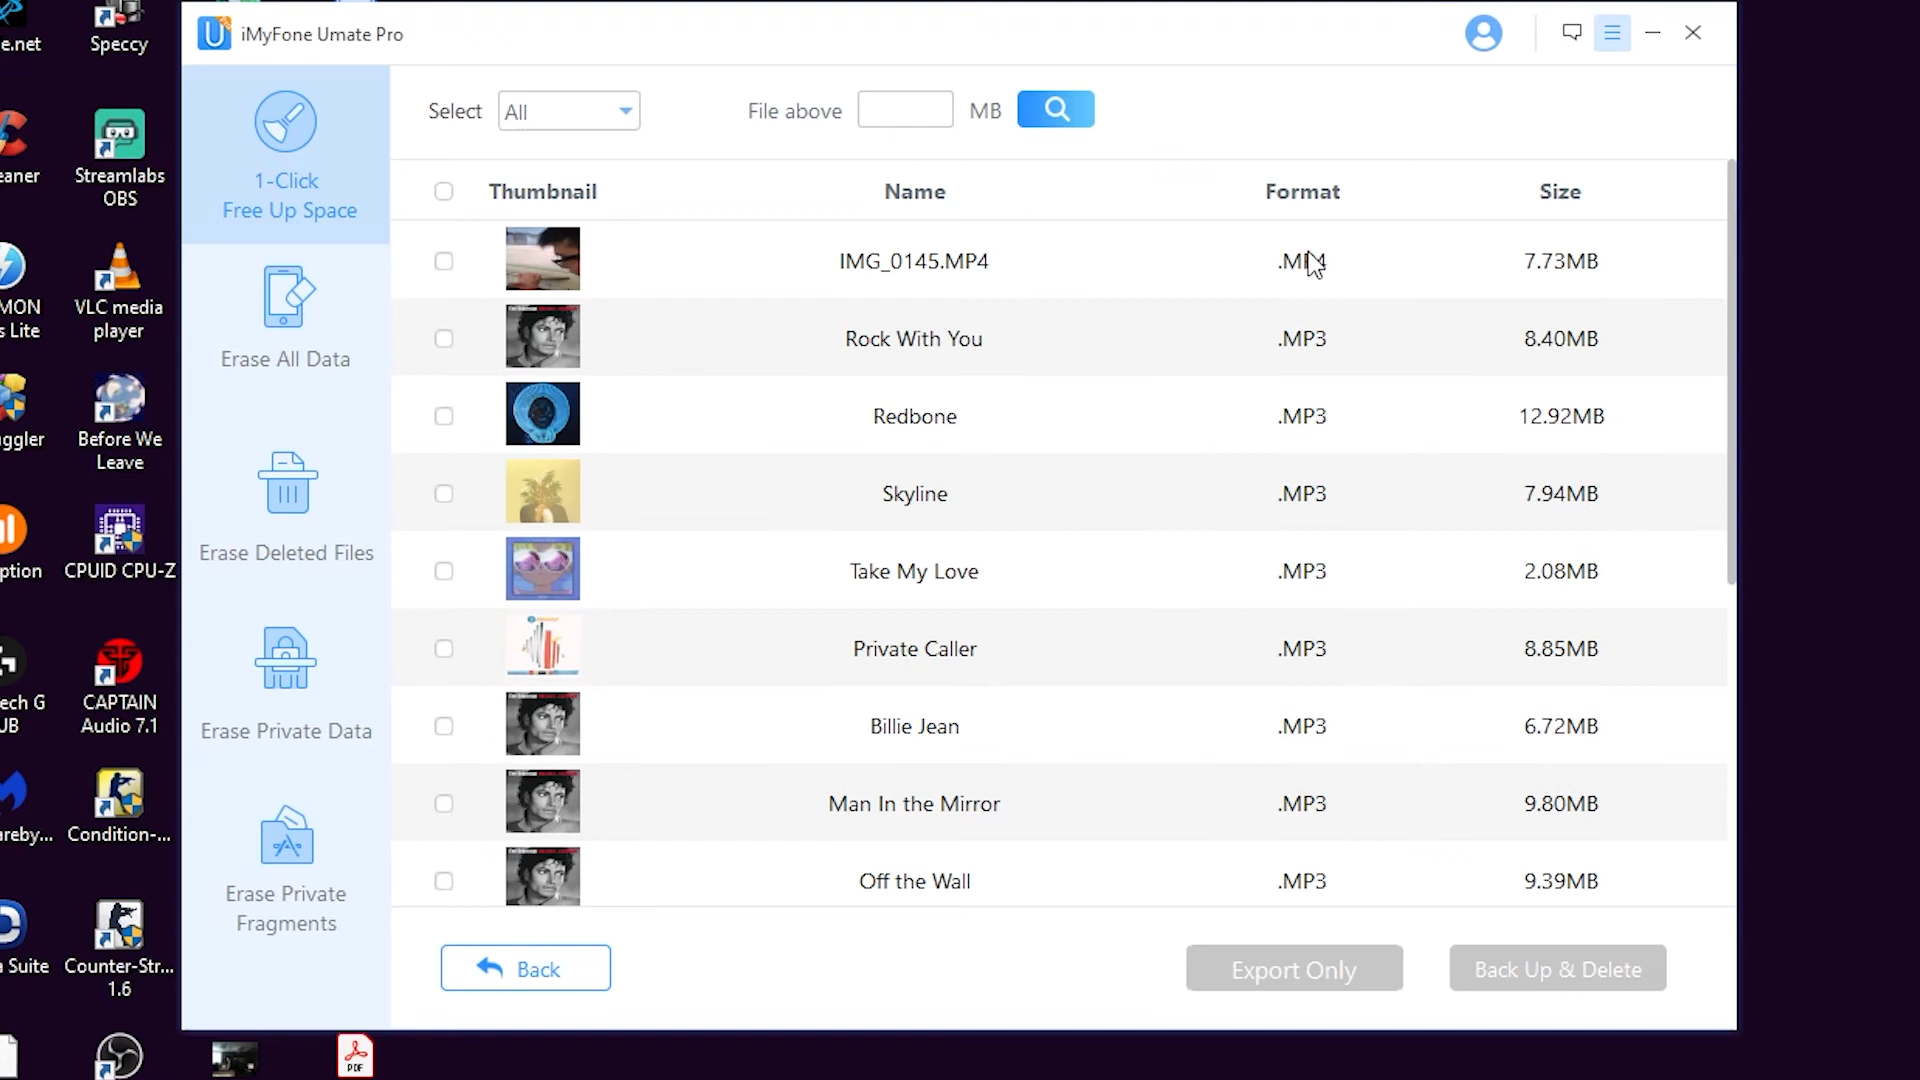 iMyFone Umate Pro
e.net
Speccy
eaner
Streamlabs
OBS
MON
s Lite
VLC media
player
ggler
Before We
Leave
ption
CPUID CPU-Z
ech G
UB
CAPTAIN
Audio 7.1
areby...
Condition-...
a Suite
Counter-Str...
1.6
PDF
1-Click
Free Up Space
Erase All Data
Erase Deleted Files
Erase Private Data
Erase Private
Fragments
Select All File above MB
Thumbnail Name Format Size
IMG_0145.MP4 .MP4 7.73MB
Rock With You .MP3 8.40MB
Redbone .MP3 12.92MB
Skyline .MP3 7.94MB
Take My Love .MP3 2.08MB
Private Caller .MP3 8.85MB
Billie Jean .MP3 6.72MB
Man In the Mirror .MP3 9.80MB
Off the Wall .MP3 9.39MB
Back Export Only Back Up & Delete